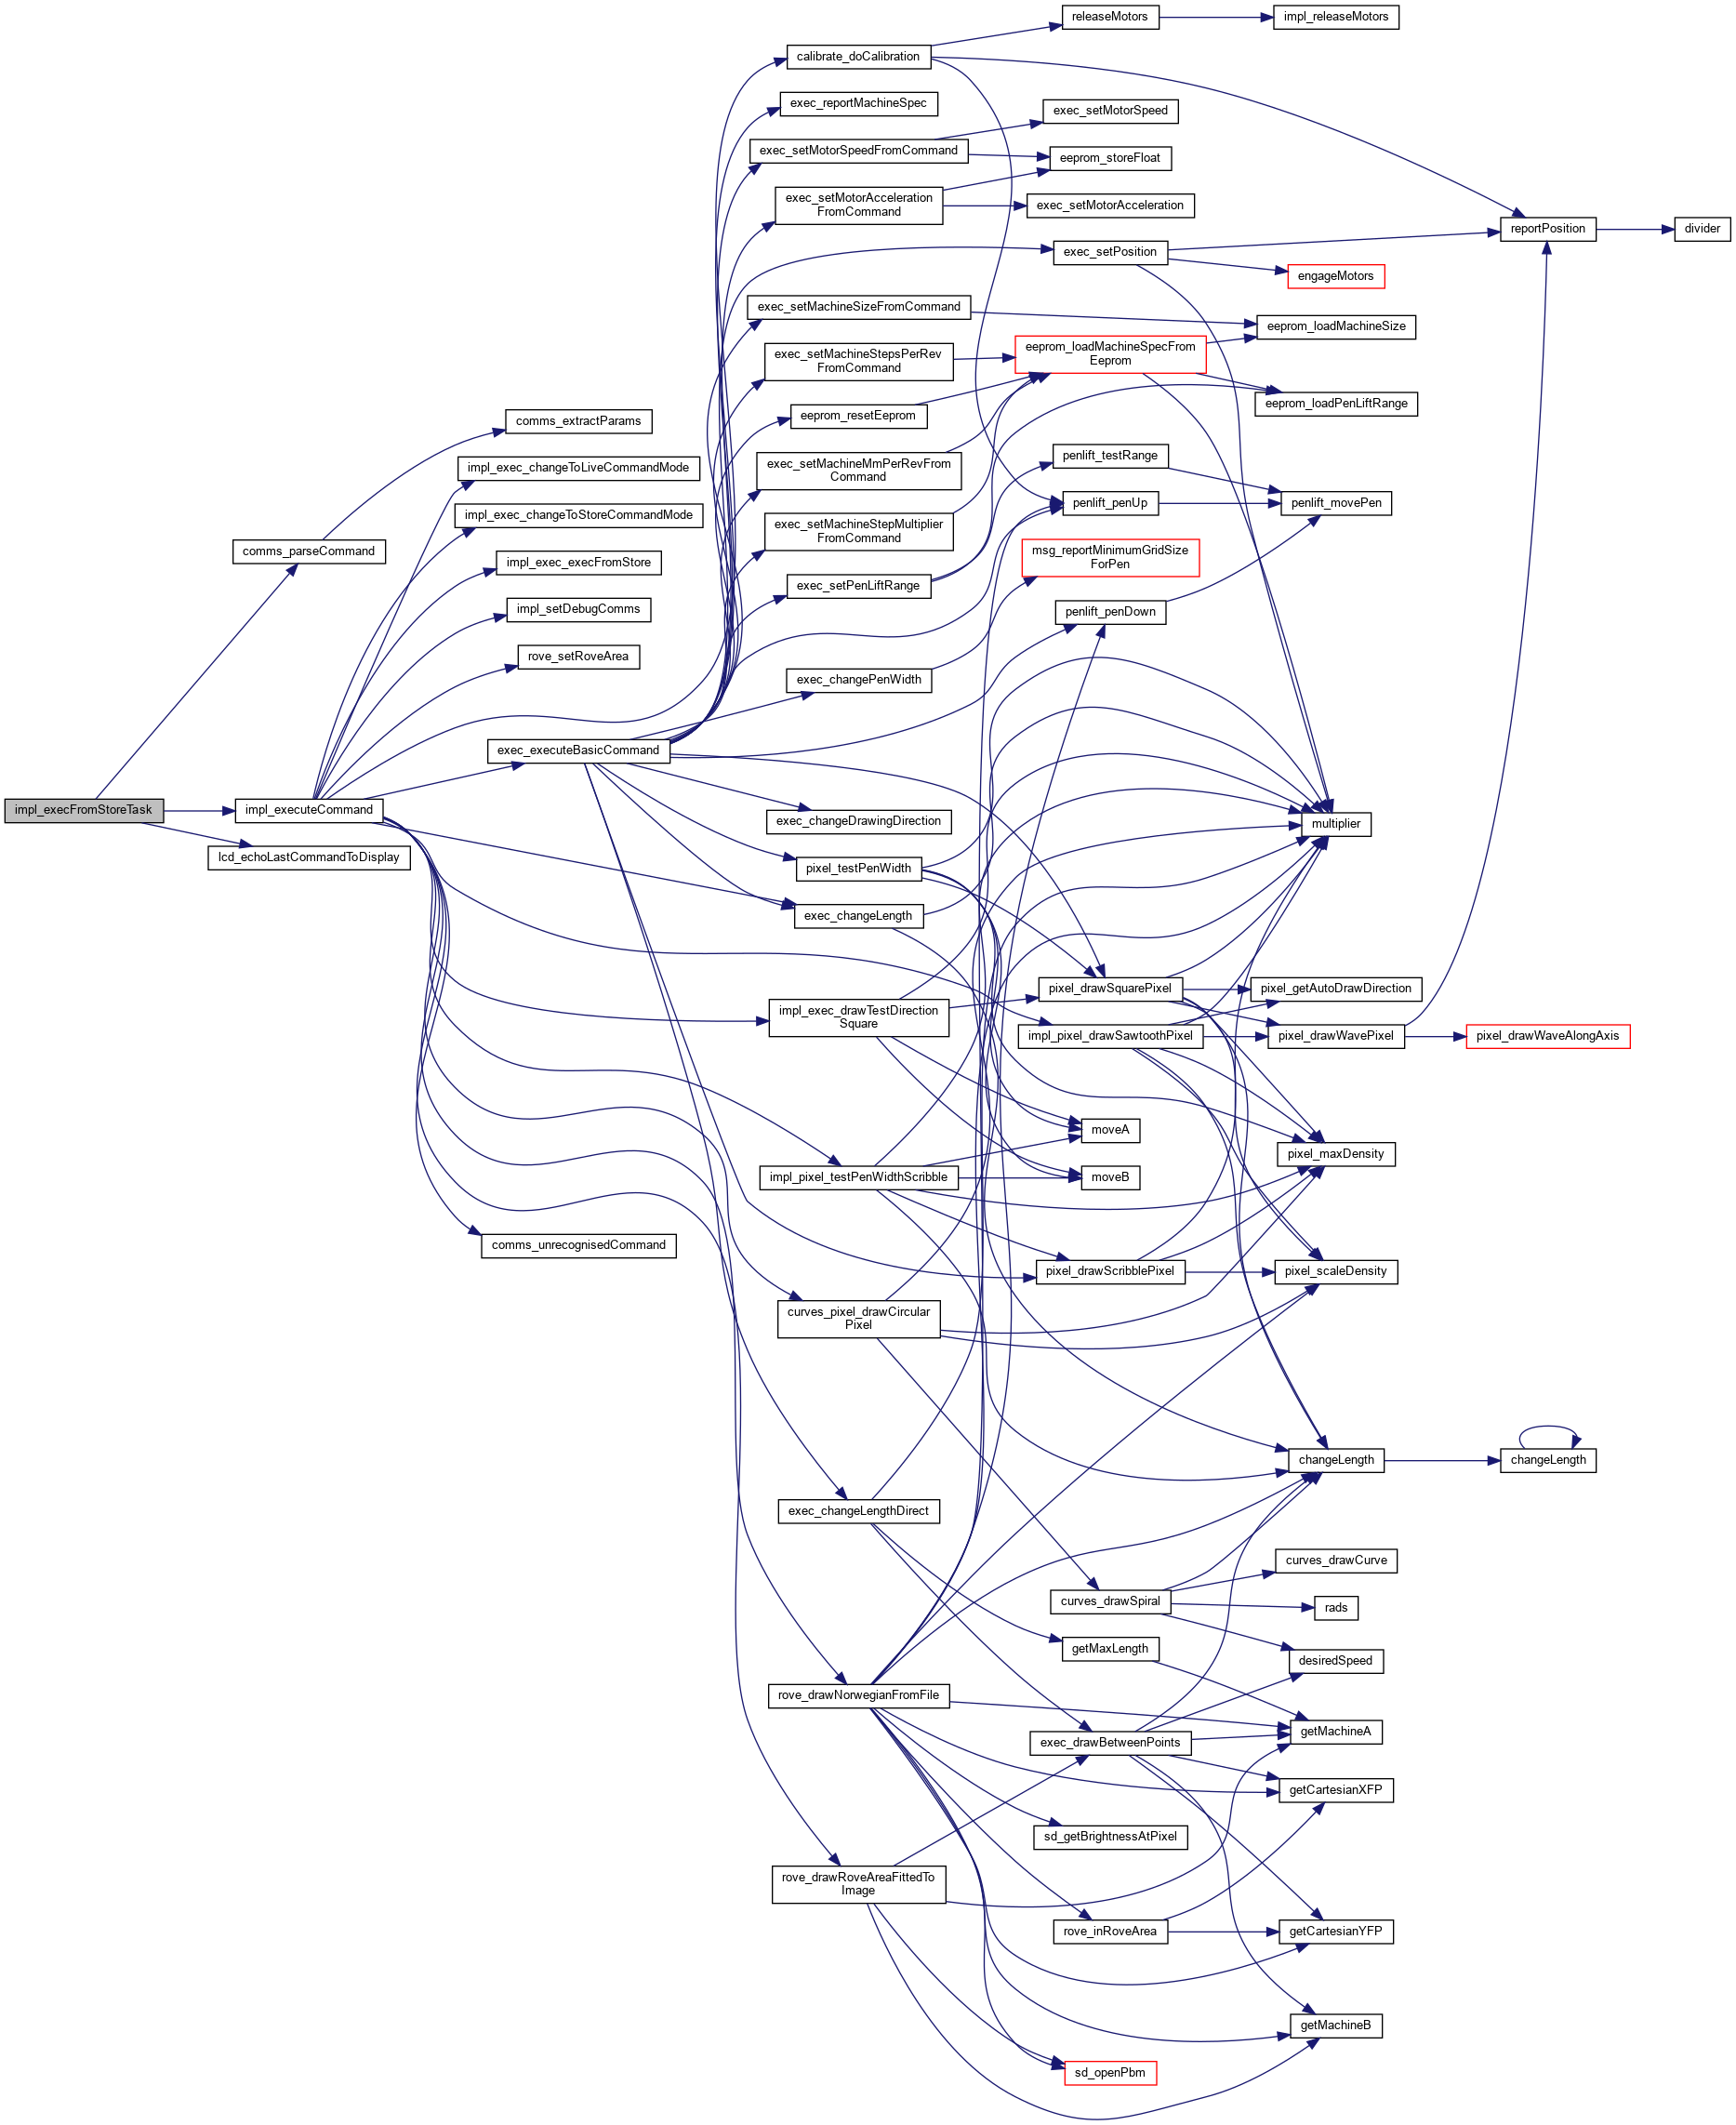 impl_execFromStoreTask
comms_parseCommand
impl_executeCommand
lcd_echoLastCommandToDisplay
comms_extractParams
impl_exec_changeToLiveCommandMode
impl_exec_changeToStoreCommandMode
impl_exec_execFromStore
impl_setDebugComms
rove_setRoveArea
exec_executeBasicCommand
comms_unrecognisedCommand
calibrate_doCalibration
exec_reportMachineSpec
exec_setMotorSpeedFromCommand
exec_setMotorAcceleration
FromCommand
exec_setMachineSizeFromCommand
exec_setMachineStepsPerRev
FromCommand
eeprom_resetEeprom
exec_setMachineMmPerRevFrom
Command
exec_setMachineStepMultiplier
FromCommand
exec_setPenLiftRange
exec_changePenWidth
exec_changeDrawingDirection
pixel_testPenWidth
exec_changeLength
impl_exec_drawTestDirection
Square
impl_pixel_testPenWidthScribble
curves_pixel_drawCircular
Pixel
exec_changeLengthDirect
rove_drawNorwegianFromFile
rove_drawRoveAreaFittedTo
Image
releaseMotors
exec_setMotorSpeed
eeprom_storeFloat
exec_setMotorAcceleration
exec_setPosition
eeprom_loadMachineSpecFrom
Eeprom
penlift_testRange
penlift_penUp
msg_reportMinimumGridSize
ForPen
penlift_penDown
pixel_drawSquarePixel
impl_pixel_drawSawtoothPixel
moveA
moveB
pixel_drawScribblePixel
curves_drawSpiral
getMaxLength
exec_drawBetweenPoints
sd_getBrightnessAtPixel
rove_inRoveArea
sd_openPbm
impl_releaseMotors
engageMotors
eeprom_loadMachineSize
eeprom_loadPenLiftRange
penlift_movePen
multiplier
pixel_getAutoDrawDirection
pixel_drawWavePixel
pixel_maxDensity
pixel_scaleDensity
changeLength
curves_drawCurve
rads
desiredSpeed
getMachineA
getCartesianXFP
getCartesianYFP
getMachineB
reportPosition
pixel_drawWaveAlongAxis
changeLength
divider